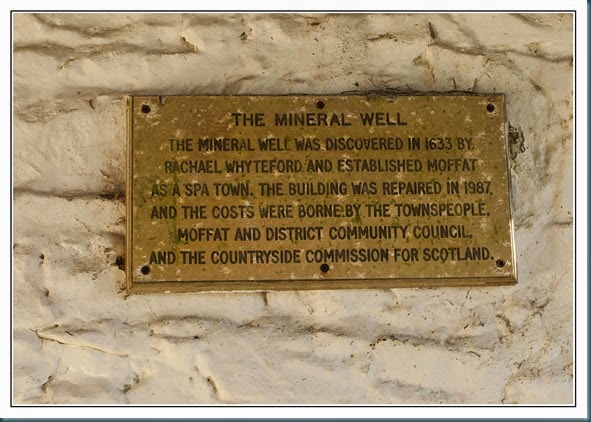 THE MINERAL WELL
THE MINERAL WELL WAS DISCOVERED IN 1633 BY
RACHAEL WHYTEFORD AND ESTABLISHED MOFFAT
AS A SPA TOWN. THE BUILDING WAS REPAIRED IN 1987,
AND THE COSTS WERE BORNE BY THE TOWNSPEOPLE,
MOFFAT AND DISTRICT COMMUNITY COUNCIL,
AND THE COUNTRYSIDE COMMISSION FOR SCOTLAND.